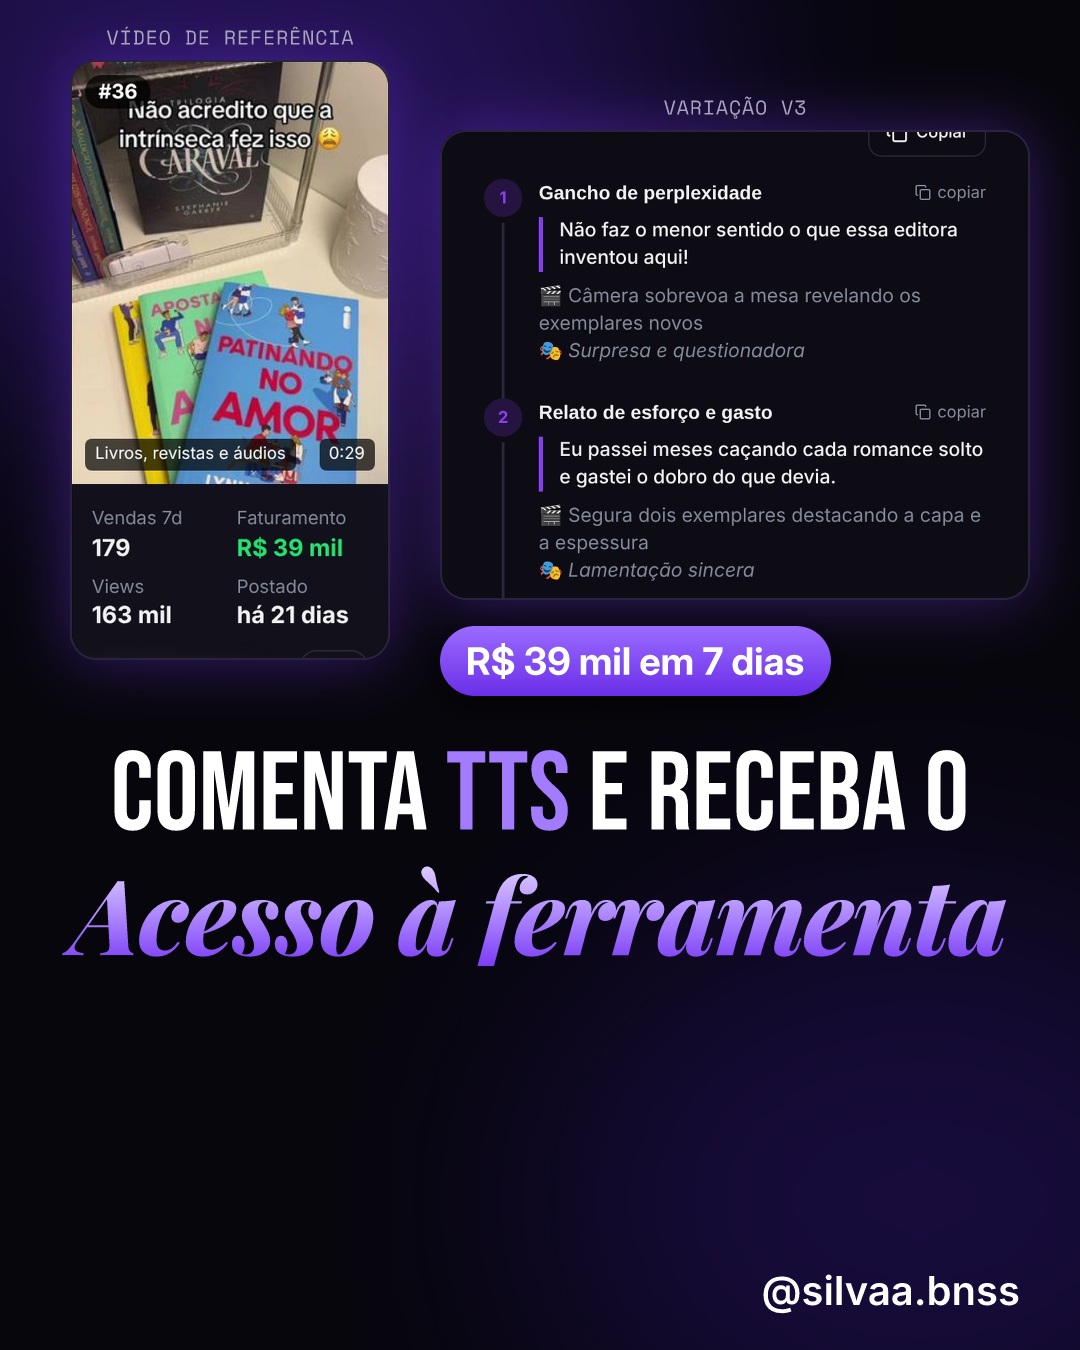 VÍDEO DE REFERÊNCIA
#36
Não acredito que a
intrínseca fez isso 😩
TRILOGIA
CARAVAL
STEPHANIE
GARBER
APOSTA
PATINANDO
NO
AMOR
Livros, revistas e áudios
0:29
Vendas 7d
179
Faturamento
R$ 39 mil
Views
163 mil
Postado
há 21 dias
VARIAÇÃO V3
Copiar
1
Gancho de perplexidade
copiar
Não faz o menor sentido o que essa editora
inventou aqui!
🎬 Câmera sobrevoa a mesa revelando os
exemplares novos
🎭 Surpresa e questionadora
2
Relato de esforço e gasto
copiar
Eu passei meses caçando cada romance solto
e gastei o dobro do que devia.
🎬 Segura dois exemplares destacando a capa e
a espessura
🎭 Lamentação sincera
R$ 39 mil em 7 dias
COMENTA TTS E RECEBA O
Acesso à ferramenta
@silvaa.bnss